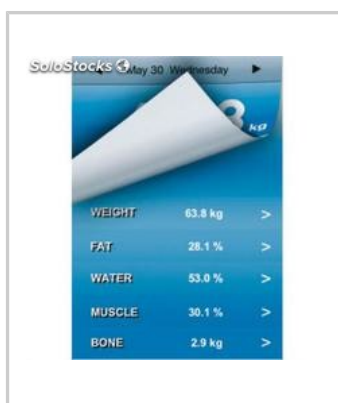 SoloStocks
May 30 Wednesday
8 kg
WEIGHT 63.8 kg >
FAT 28.1 % >
WATER 53.0 % >
MUSCLE 30.1 % >
BONE 2.9 kg >